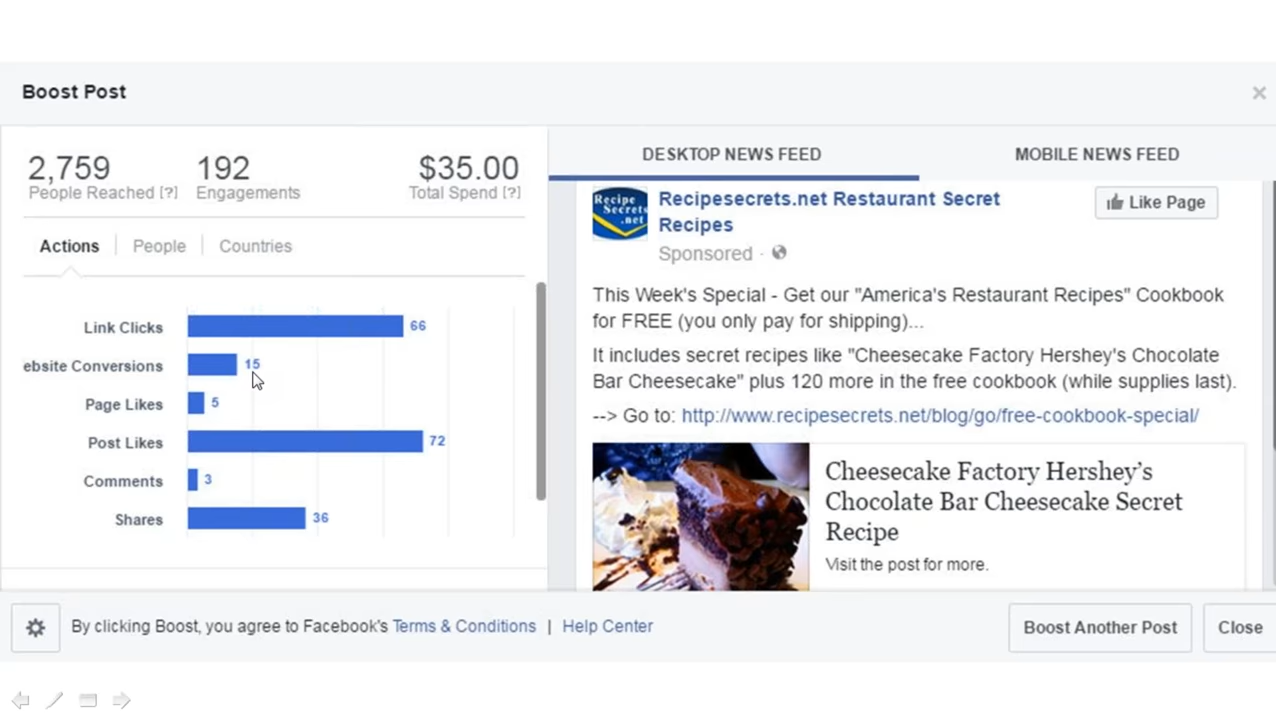 Boost Post
×
2,759
People Reached [?]
192
Engagements
$35.00
Total Spend [?]
Actions
People
Countries
Link Clicks 66
ebsite Conversions 15
Page Likes 5
Post Likes 72
Comments 3
Shares 36
DESKTOP NEWS FEED
MOBILE NEWS FEED
Recipe
Secrets
.net
Recipesecrets.net Restaurant Secret
Recipes
Sponsored ·
Like Page
This Week's Special - Get our "America's Restaurant Recipes" Cookbook
for FREE (you only pay for shipping)...
It includes secret recipes like "Cheesecake Factory Hershey's Chocolate
Bar Cheesecake" plus 120 more in the free cookbook (while supplies last).
--> Go to: http://www.recipesecrets.net/blog/go/free-cookbook-special/
Cheesecake Factory Hershey’s
Chocolate Bar Cheesecake Secret
Recipe
Visit the post for more.
By clicking Boost, you agree to Facebook's Terms & Conditions | Help Center
Boost Another Post
Close